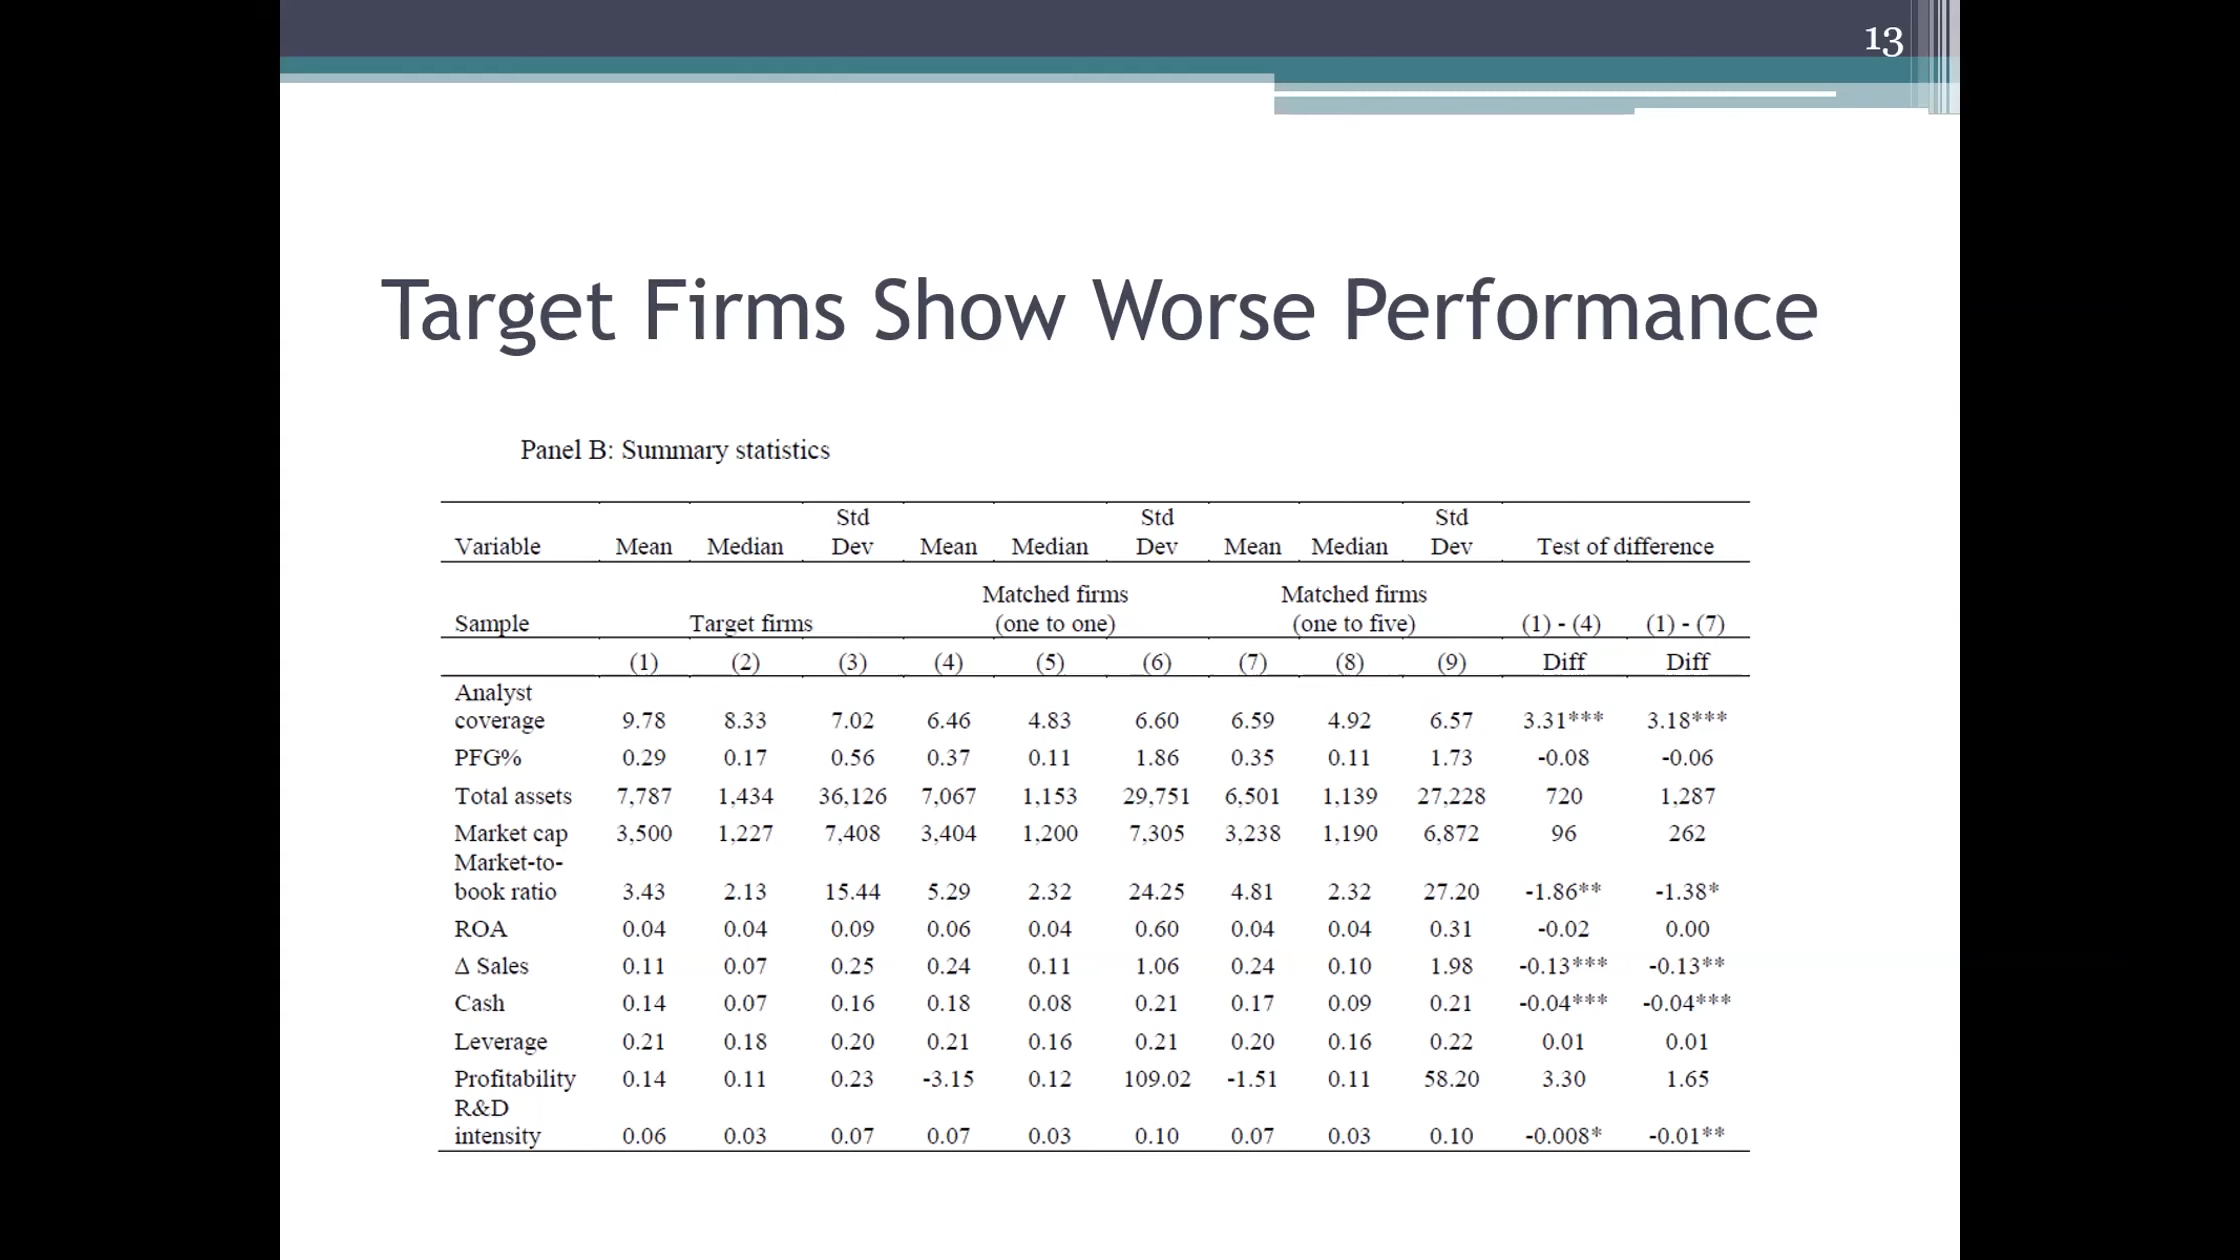 13
Target Firms Show Worse Performance
Panel B: Summary statistics
Std Std Std
Variable Mean Median Dev Mean Median Dev Mean Median Dev Test of difference
Matched firms Matched firms
Sample Target firms (one to one) (one to five) (1) - (4) (1) - (7)
(1) (2) (3) (4) (5) (6) (7) (8) (9) Diff Diff
Analyst
coverage 9.78 8.33 7.02 6.46 4.83 6.60 6.59 4.92 6.57 3.31*** 3.18***
PFG% 0.29 0.17 0.56 0.37 0.11 1.86 0.35 0.11 1.73 -0.08 -0.06
Total assets 7,787 1,434 36,126 7,067 1,153 29,751 6,501 1,139 27,228 720 1,287
Market cap 3,500 1,227 7,408 3,404 1,200 7,305 3,238 1,190 6,872 96 262
Market-to-
book ratio 3.43 2.13 15.44 5.29 2.32 24.25 4.81 2.32 27.20 -1.86** -1.38*
ROA 0.04 0.04 0.09 0.06 0.04 0.60 0.04 0.04 0.31 -0.02 0.00
Δ Sales 0.11 0.07 0.25 0.24 0.11 1.06 0.24 0.10 1.98 -0.13*** -0.13**
Cash 0.14 0.07 0.16 0.18 0.08 0.21 0.17 0.09 0.21 -0.04*** -0.04***
Leverage 0.21 0.18 0.20 0.21 0.16 0.21 0.20 0.16 0.22 0.01 0.01
Profitability 0.14 0.11 0.23 -3.15 0.12 109.02 -1.51 0.11 58.20 3.30 1.65
R&D
intensity 0.06 0.03 0.07 0.07 0.03 0.10 0.07 0.03 0.10 -0.008* -0.01**